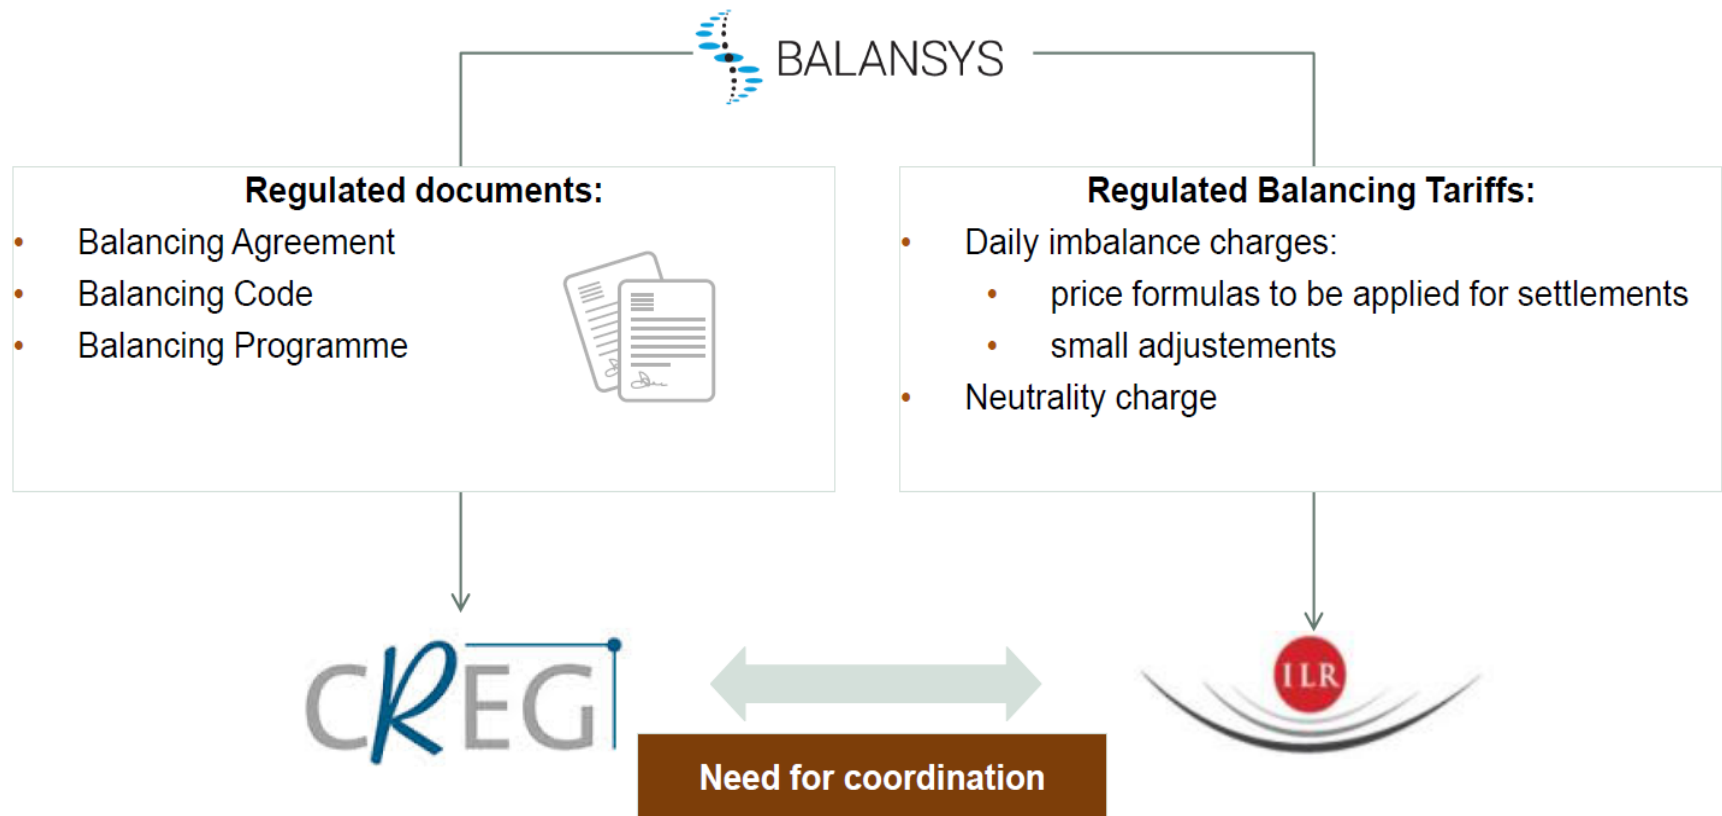 BALANSYS
Regulated documents:
• Balancing Agreement
• Balancing Code
• Balancing Programme
Regulated Balancing Tariffs:
• Daily imbalance charges:
• price formulas to be applied for settlements
• small adjustements
• Neutrality charge
CREG
ILR
Need for coordination